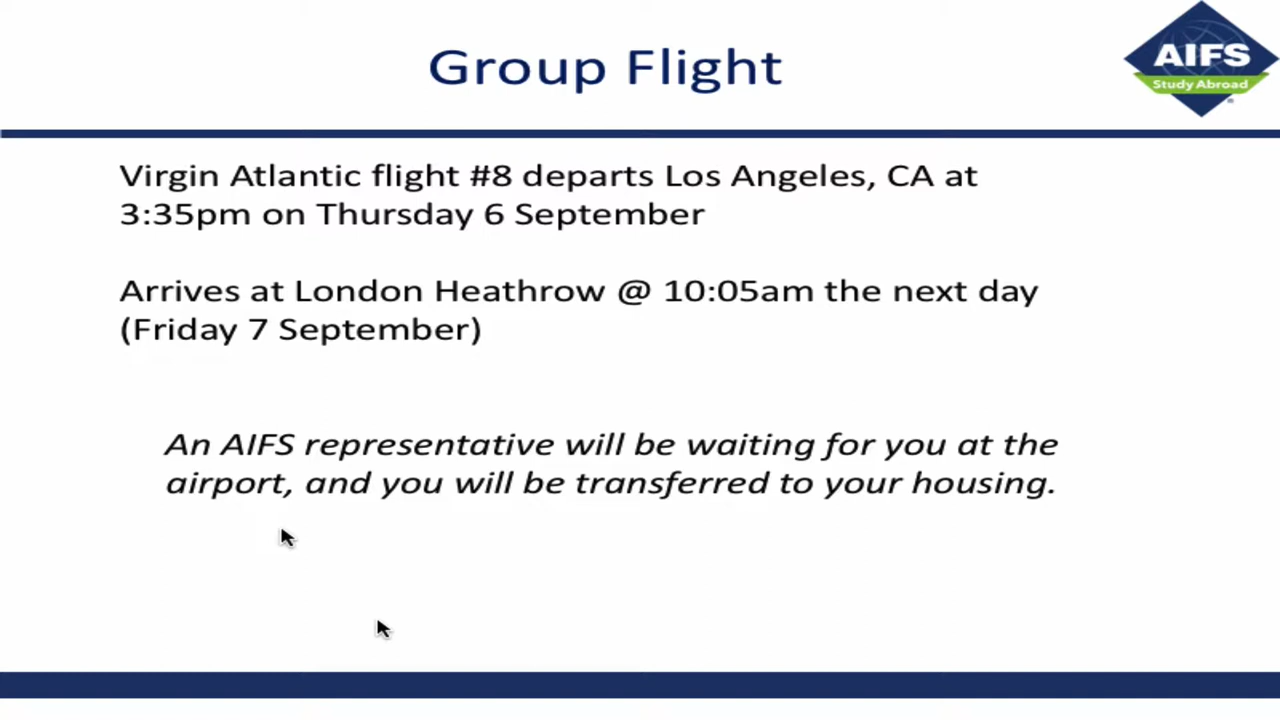 Group Flight
AIFS
Study Abroad
Virgin Atlantic flight #8 departs Los Angeles, CA at
3:35pm on Thursday 6 September
Arrives at London Heathrow @ 10:05am the next day
(Friday 7 September)
An AIFS representative will be waiting for you at the
airport, and you will be transferred to your housing.